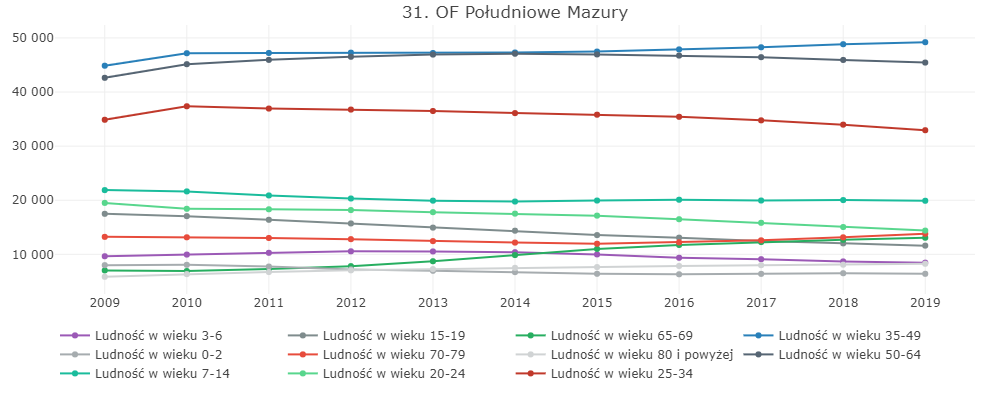 31. OF Południowe Mazury
50 000
40 000
30 000
20 000
10 000
2009 2010 2011 2012 2013 2014 2015 2016 2017 2018 2019
Ludność w wieku 3-6 Ludność w wieku 15-19 Ludność w wieku 65-69 Ludność w wieku 35-49
Ludność w wieku 0-2 Ludność w wieku 70-79 Ludność w wieku 80 i powyżej Ludność w wieku 50-64
Ludność w wieku 7-14 Ludność w wieku 20-24 Ludność w wieku 25-34